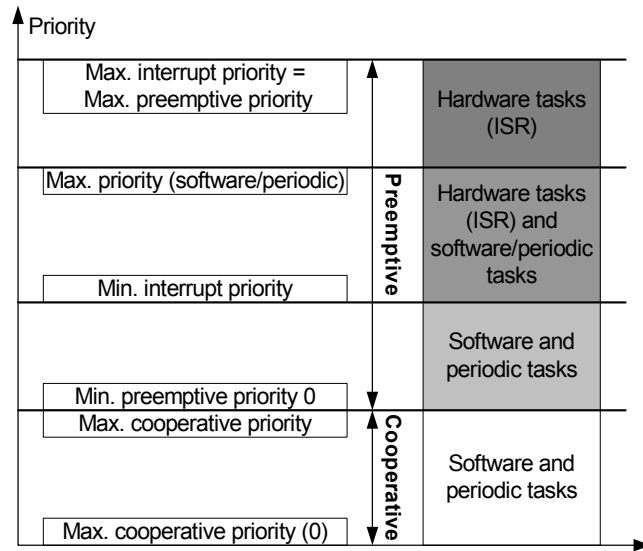 Priority
Max. interrupt priority =
Max. preemptive priority
Hardware tasks
(ISR)
Max. priority (software/periodic)
Preemptive
Hardware tasks
(ISR) and
software/periodic
tasks
Min. interrupt priority
Software and
periodic tasks
Min. preemptive priority 0
Max. cooperative priority
Cooperative
Software and
periodic tasks
Max. cooperative priority (0)